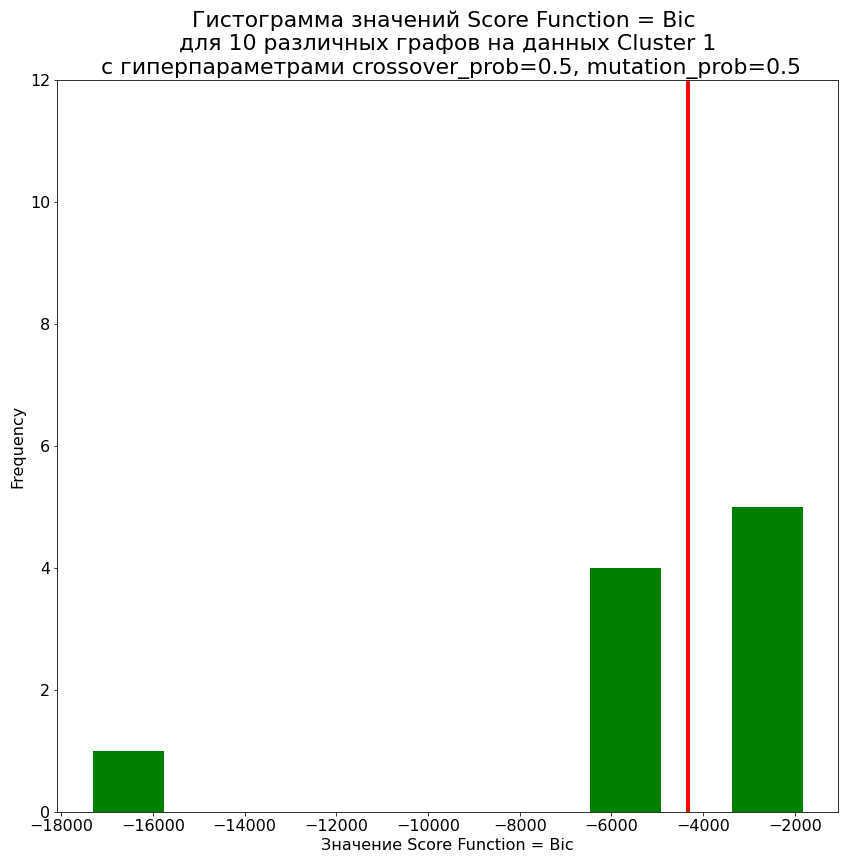 Гистограмма значений Score Function = Bic
для 10 различных графов на данных Cluster 1
с гиперпараметрами crossover_prob=0.5, mutation_prob=0.5
12
10
8
6
4
2
0
Frequency
−18000 −16000 −14000 −12000 −10000 −8000 −6000 −4000 −2000
Значение Score Function = Bic